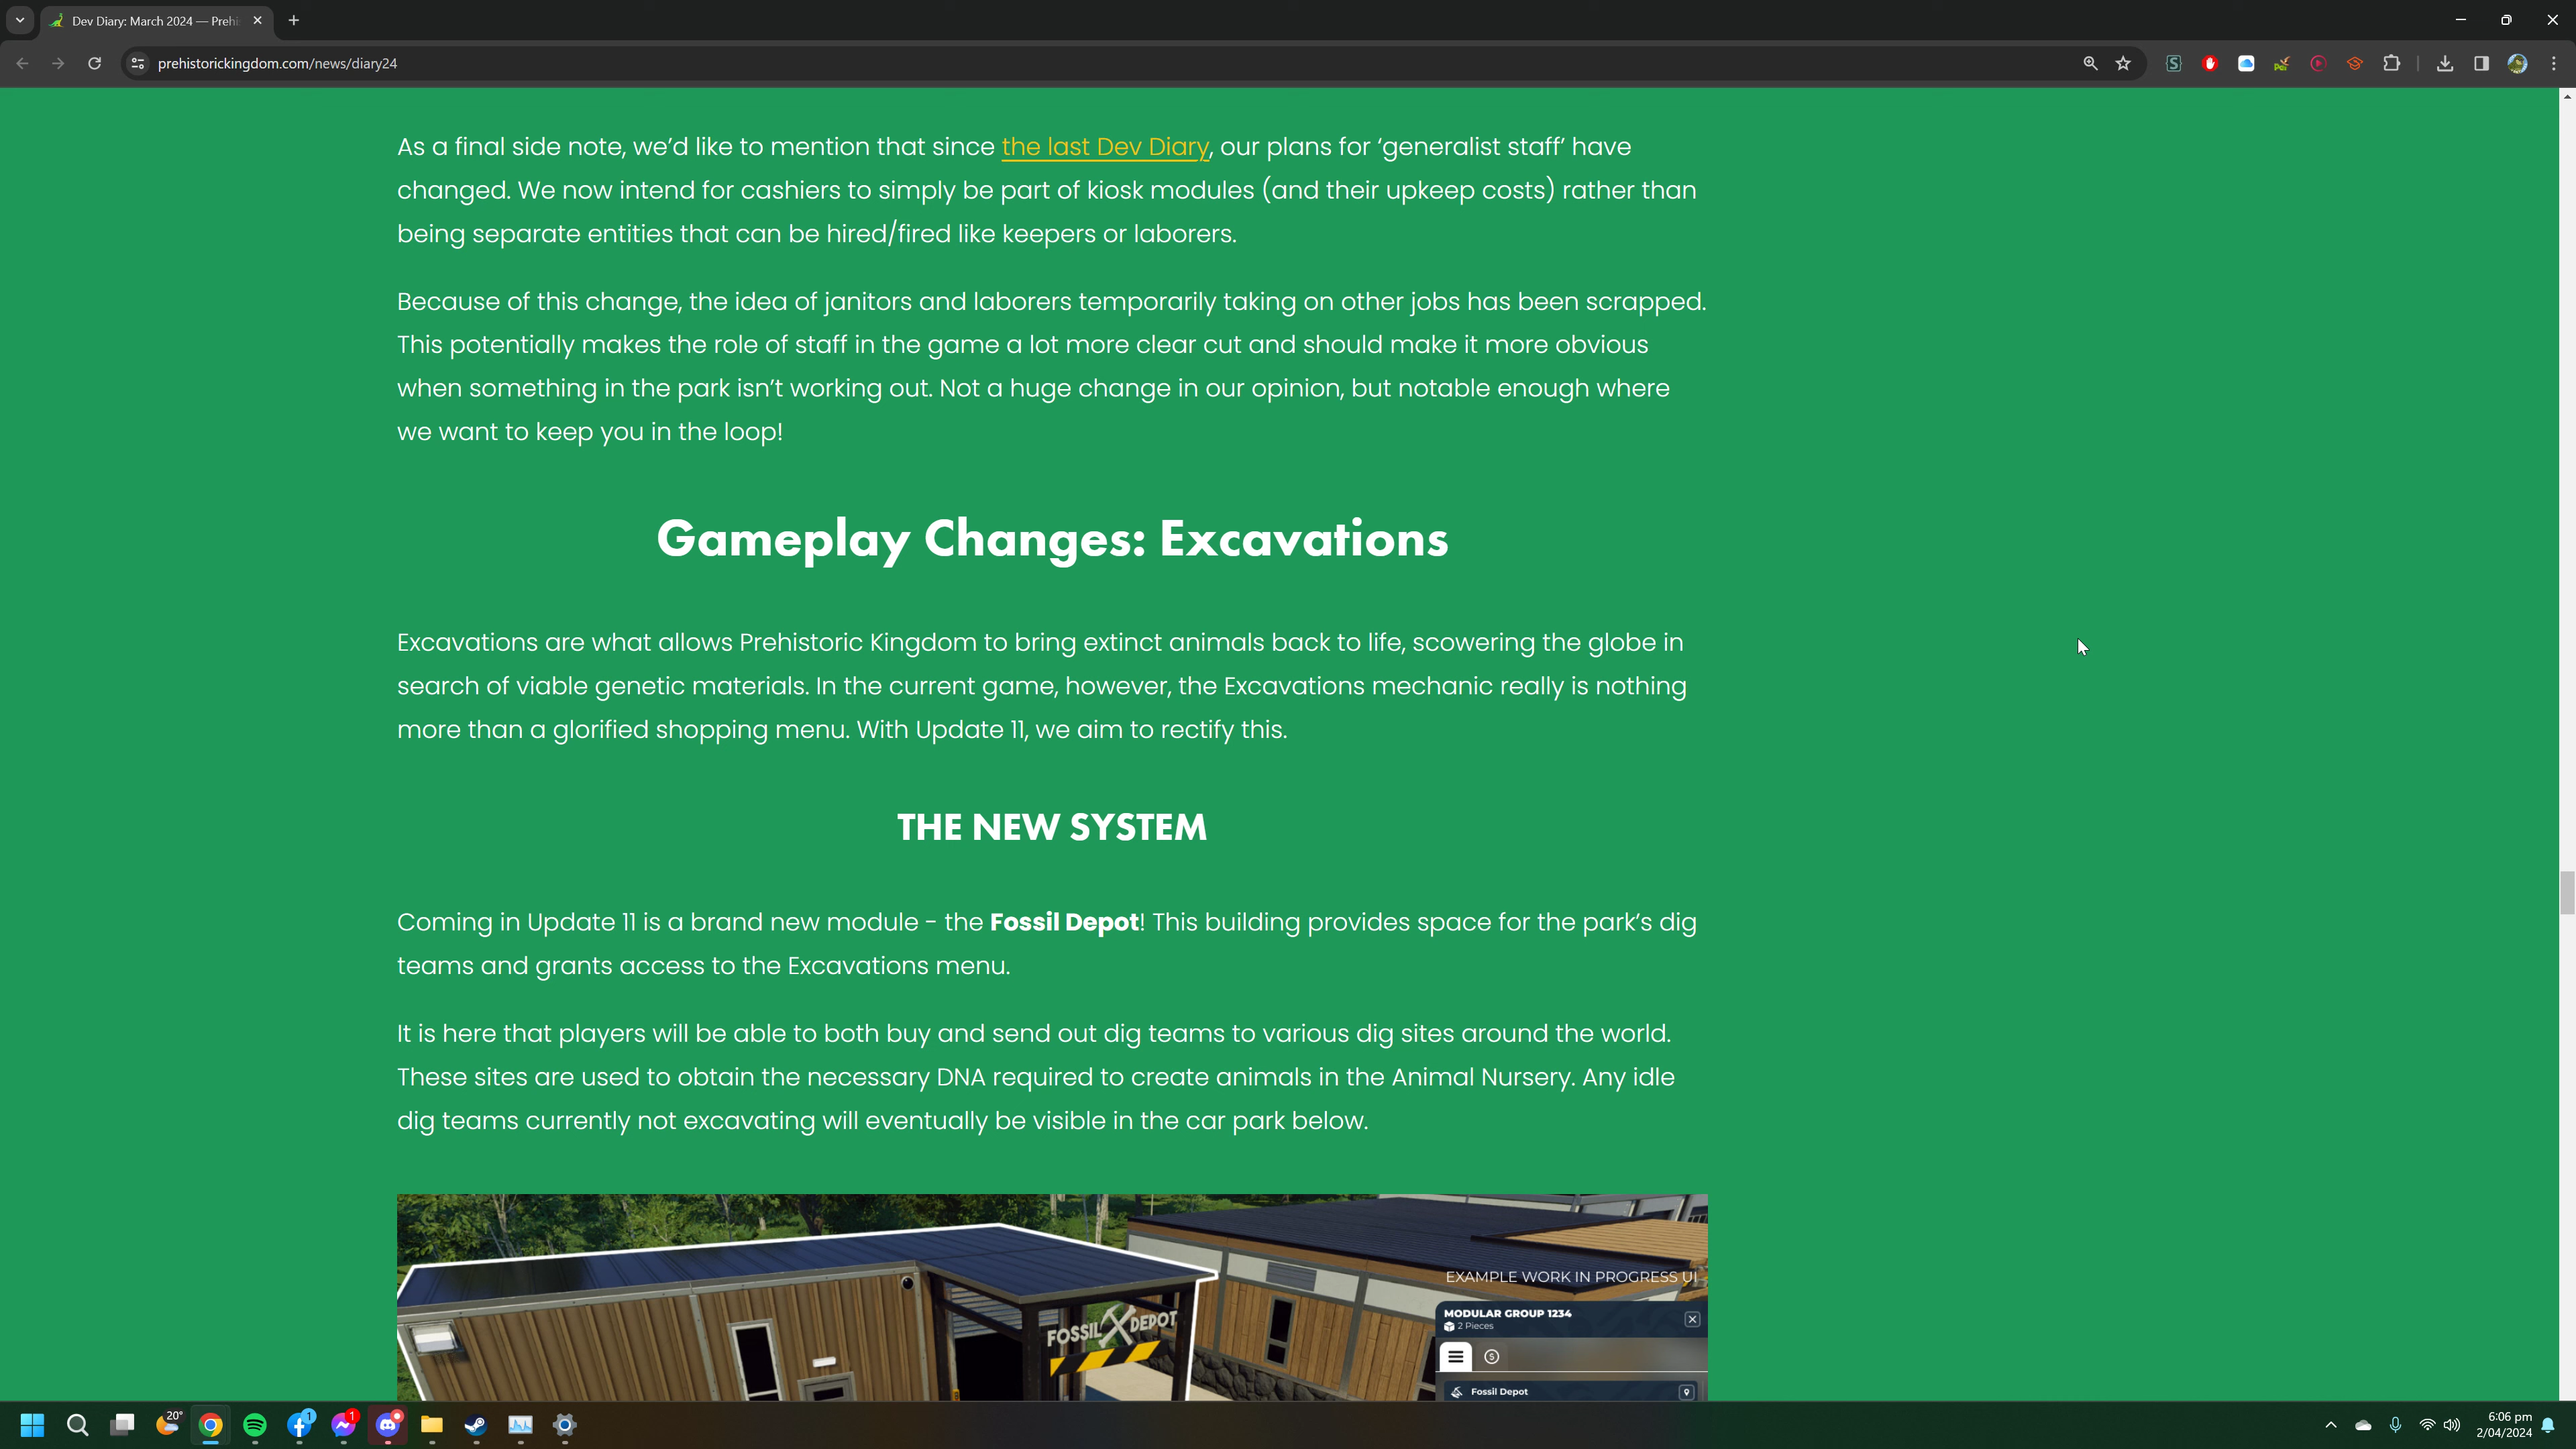 Dev Diary: March 2024 — Prehi
prehistorickingdom.com/news/diary24
As a final side note, we’d like to mention that since the last Dev Diary, our plans for ‘generalist staff’ have
changed. We now intend for cashiers to simply be part of kiosk modules (and their upkeep costs) rather than
being separate entities that can be hired/fired like keepers or laborers.
Because of this change, the idea of janitors and laborers temporarily taking on other jobs has been scrapped.
This potentially makes the role of staff in the game a lot more clear cut and should make it more obvious
when something in the park isn’t working out. Not a huge change in our opinion, but notable enough where
we want to keep you in the loop!
Gameplay Changes: Excavations
Excavations are what allows Prehistoric Kingdom to bring extinct animals back to life, scowering the globe in
search of viable genetic materials. In the current game, however, the Excavations mechanic really is nothing
more than a glorified shopping menu. With Update 11, we aim to rectify this.
THE NEW SYSTEM
Coming in Update 11 is a brand new module - the Fossil Depot! This building provides space for the park’s dig
teams and grants access to the Excavations menu.
It is here that players will be able to both buy and send out dig teams to various dig sites around the world.
These sites are used to obtain the necessary DNA required to create animals in the Animal Nursery. Any idle
dig teams currently not excavating will eventually be visible in the car park below.
EXAMPLE WORK IN PROGRESS UI
MODULAR GROUP 1234
2 Pieces
FOSSIL DEPOT
Fossil Depot
20°
1
1
6:06 pm
2/04/2024